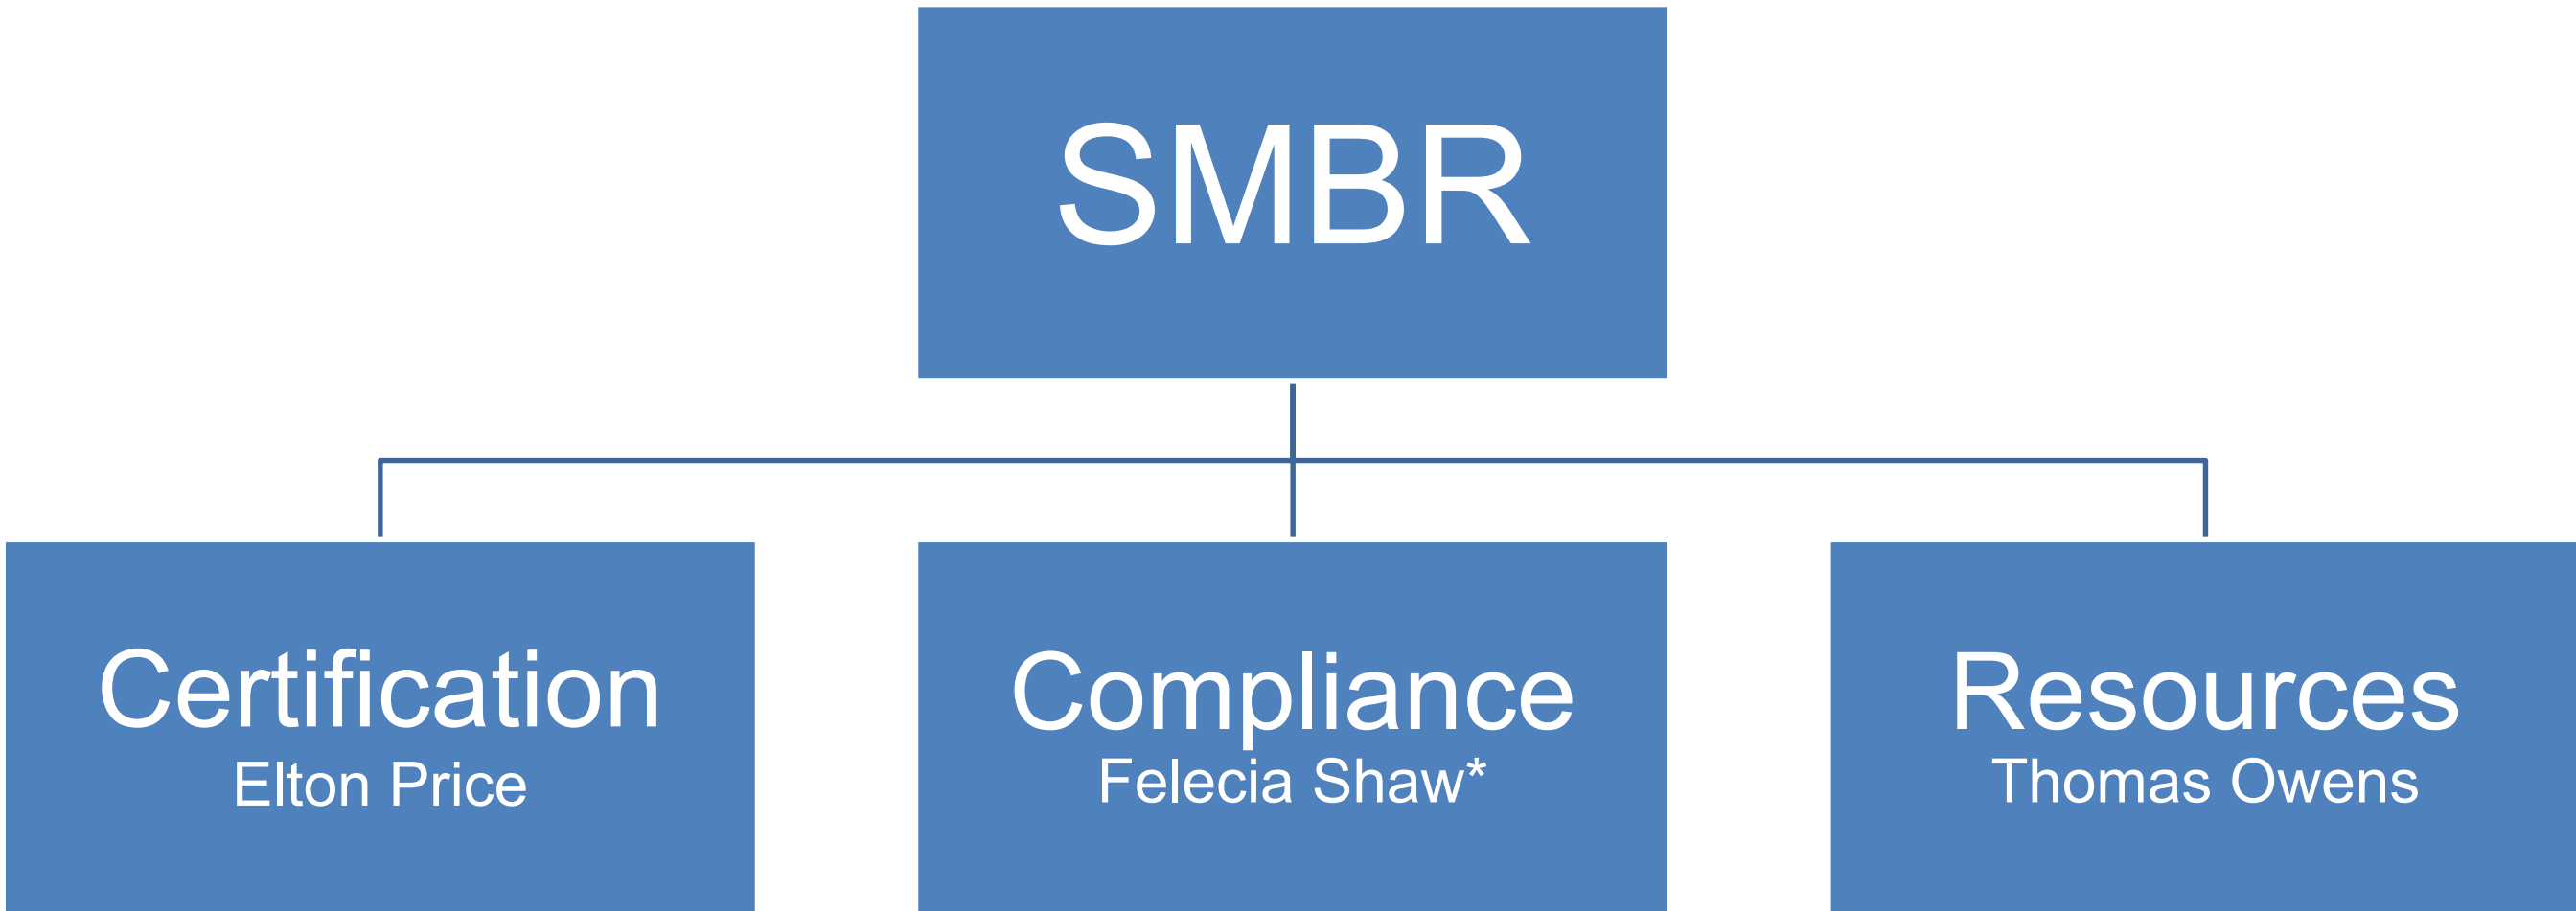 SMBR
Certification
Elton Price
Compliance
Felecia Shaw*
Resources
Thomas Owens